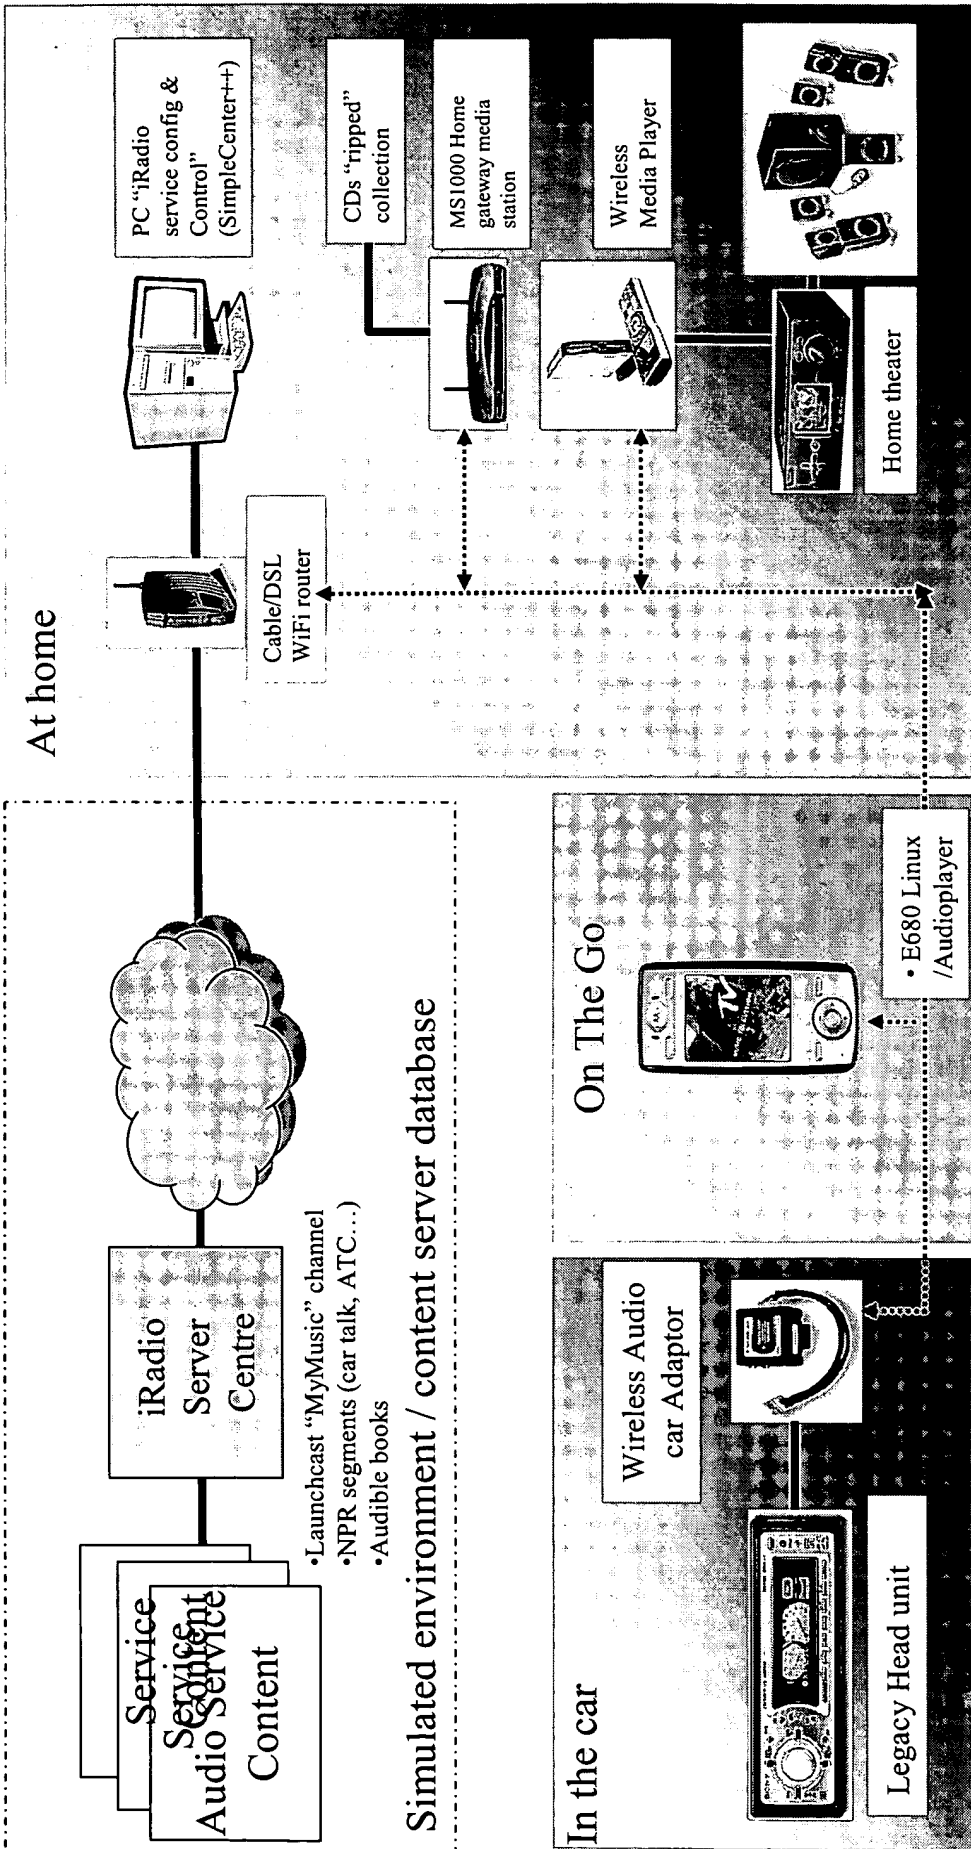 Service
Service
Content
Audio Service
Content
iRadio
Server
Centre
•Launchcast “MyMusic” channel
•NPR segments (car talk, ATC…)
•Audible books
Simulated environment / content server database
At home
Cable/DSL
WiFi router
PC “iRadio
service config &
Control”
(SimpleCenter++)
CDs “ripped”
collection
MS1000 Home
gateway media
station
Wireless
Media Player
Home theater
In the car
Legacy Head unit
Wireless Audio
car Adaptor
On The Go
• E680 Linux
/Audioplayer